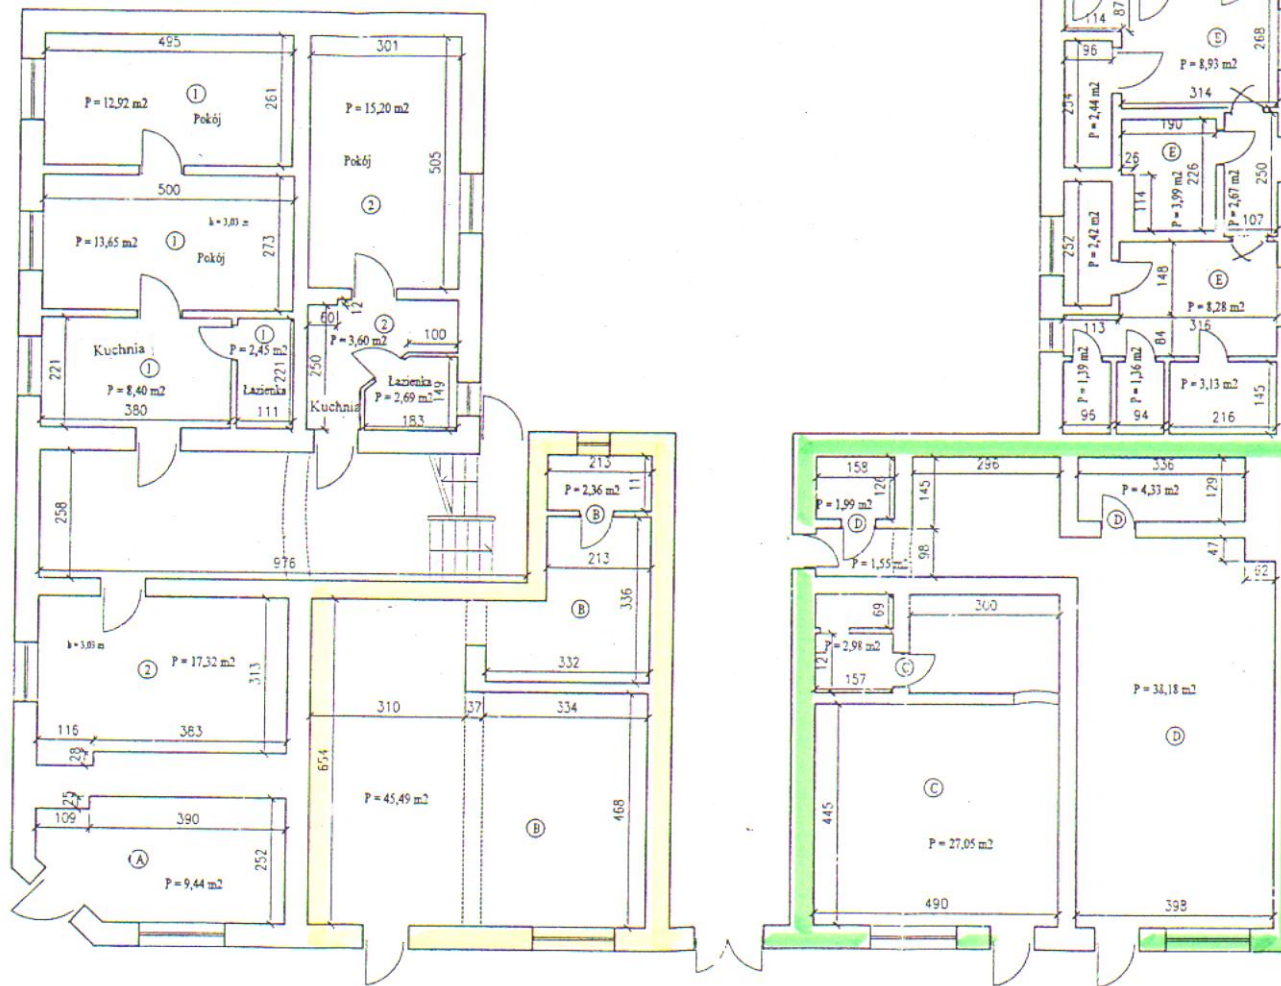 495
P = 12,92 m2
1
Pokój
261
301
P = 15,20 m2
Pokój
505
2
500
h = 3,03 m
P = 13,65 m2
1
Pokój
273
12
60
2
P = 3,60 m2
100
250
Kuchnia
Łazienka
P = 2,69 m2
149
183
Kuchnia
1
P = 8,40 m2
221
380
1
P = 2,45 m2
221
Łazienka
111
258
976
213
P = 2,36 m2
11
B
213
336
B
332
h = 3,03 m
P = 17,32 m2
2
313
116
383
28
25
109
390
A
252
P = 9,44 m2
310
37
334
654
P = 45,49 m2
468
B
114
87
E
268
P = 8,93 m2
314
96
254
P = 2,44 m2
190
E
26
226
P = 3,99 m2
114
P = 2,67 m2
250
107
252
P = 2,42 m2
148
E
P = 8,28 m2
113
84
316
P = 1,39 m2
P = 1,36 m2
P = 3,13 m2
145
96
94
216
158
126
P = 1,99 m2
D
145
296
336
P = 4,33 m2
129
D
98
P = 1,55 m2
47
62
69
300
P = 2,98 m2
12
C
157
P = 38,18 m2
D
445
C
P = 27,05 m2
490
398